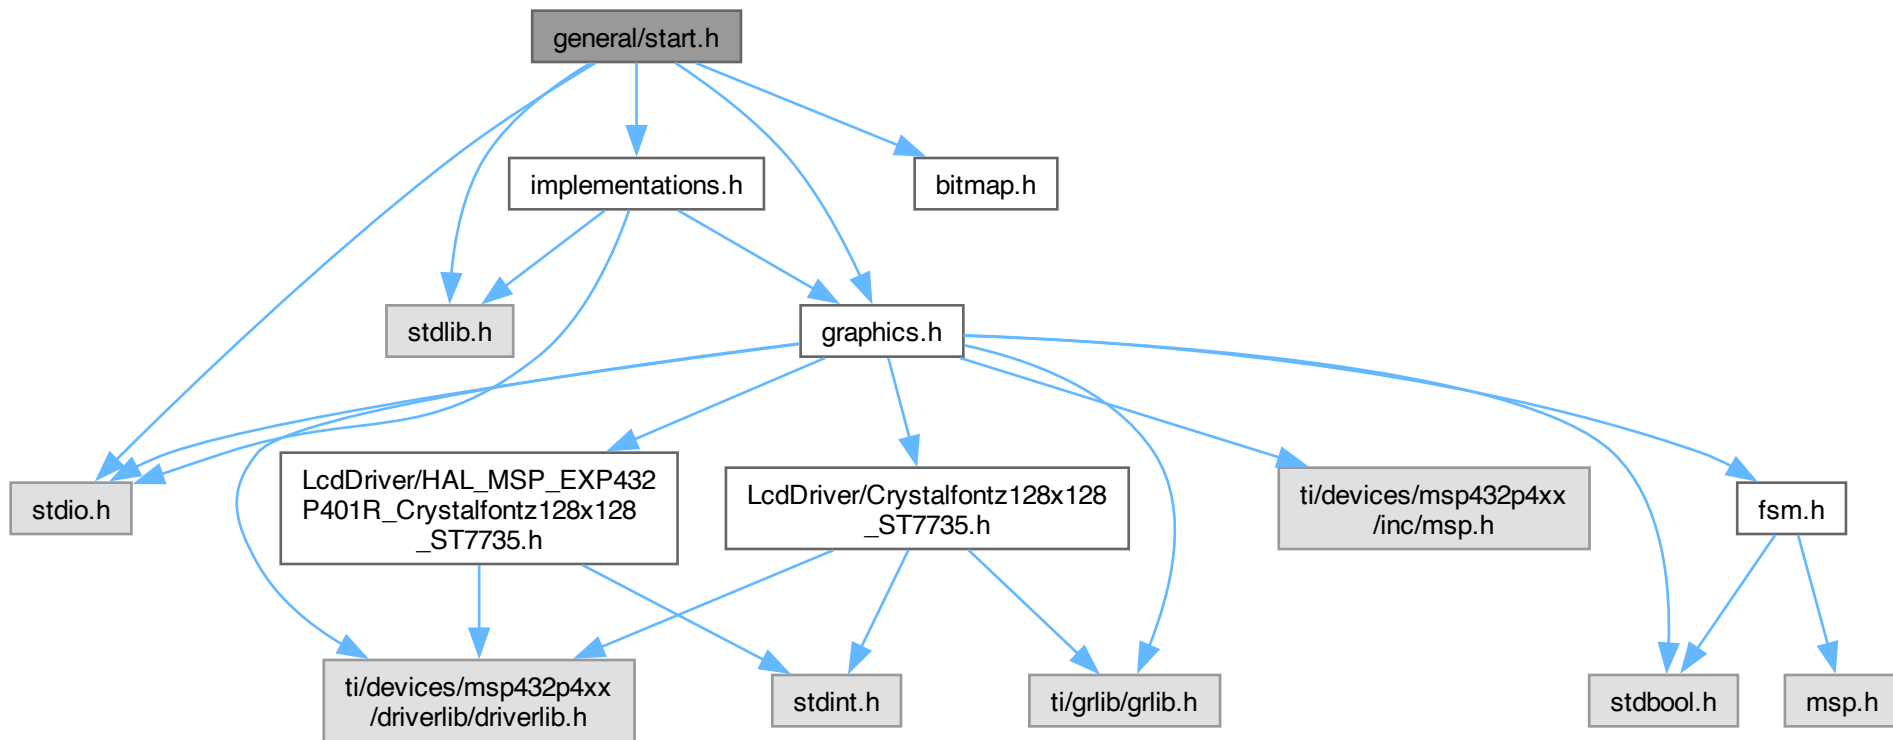 general/start.h
implementations.h
bitmap.h
stdlib.h
graphics.h
stdio.h
LcdDriver/HAL_MSP_EXP432
P401R_Crystalfontz128x128
_ST7735.h
LcdDriver/Crystalfontz128x128
_ST7735.h
ti/devices/msp432p4xx
/inc/msp.h
fsm.h
ti/devices/msp432p4xx
/driverlib/driverlib.h
stdint.h
ti/grlib/grlib.h
stdbool.h
msp.h